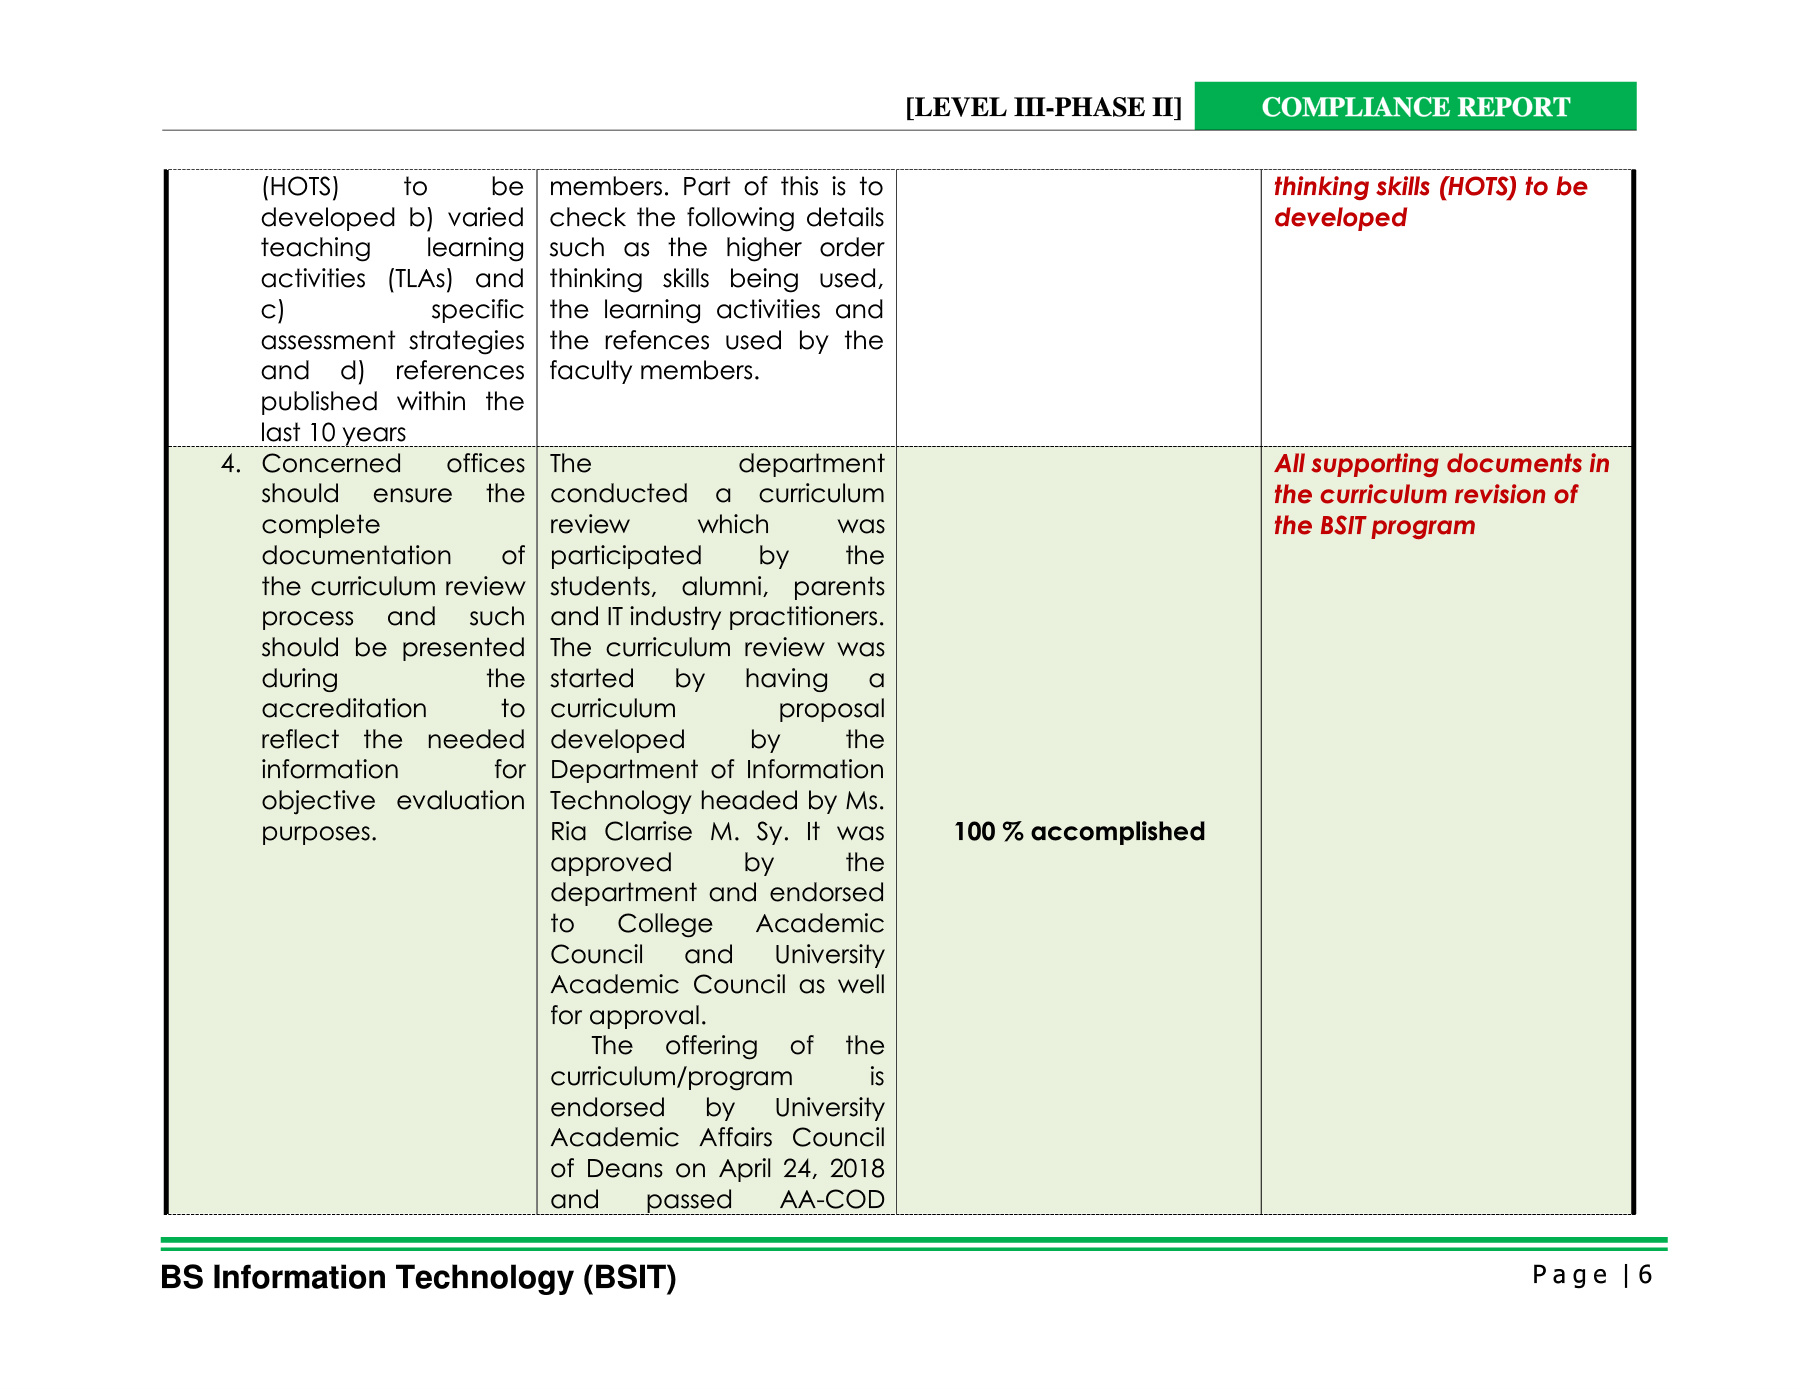 [LEVEL III-PHASE II] COMPLIANCE REPORT
(HOTS) to be
developed b) varied
teaching learning
activities (TLAs) and
c) specific
assessment strategies
and d) references
published within the
last 10 years
members. Part of this is to
check the following details
such as the higher order
thinking skills being used,
the learning activities and
the refences used by the
faculty members.
thinking skills (HOTS) to be
developed
4. Concerned offices
should ensure the
complete
documentation of
the curriculum review
process and such
should be presented
during the
accreditation to
reflect the needed
information for
objective evaluation
purposes.
The department
conducted a curriculum
review which was
participated by the
students, alumni, parents
and IT industry practitioners.
The curriculum review was
started by having a
curriculum proposal
developed by the
Department of Information
Technology headed by Ms.
Ria Clarrise M. Sy. It was
approved by the
department and endorsed
to College Academic
Council and University
Academic Council as well
for approval.
The offering of the
curriculum/program is
endorsed by University
Academic Affairs Council
of Deans on April 24, 2018
and passed AA-COD
100 % accomplished
All supporting documents in
the curriculum revision of
the BSIT program
BS Information Technology (BSIT)
Page | 6